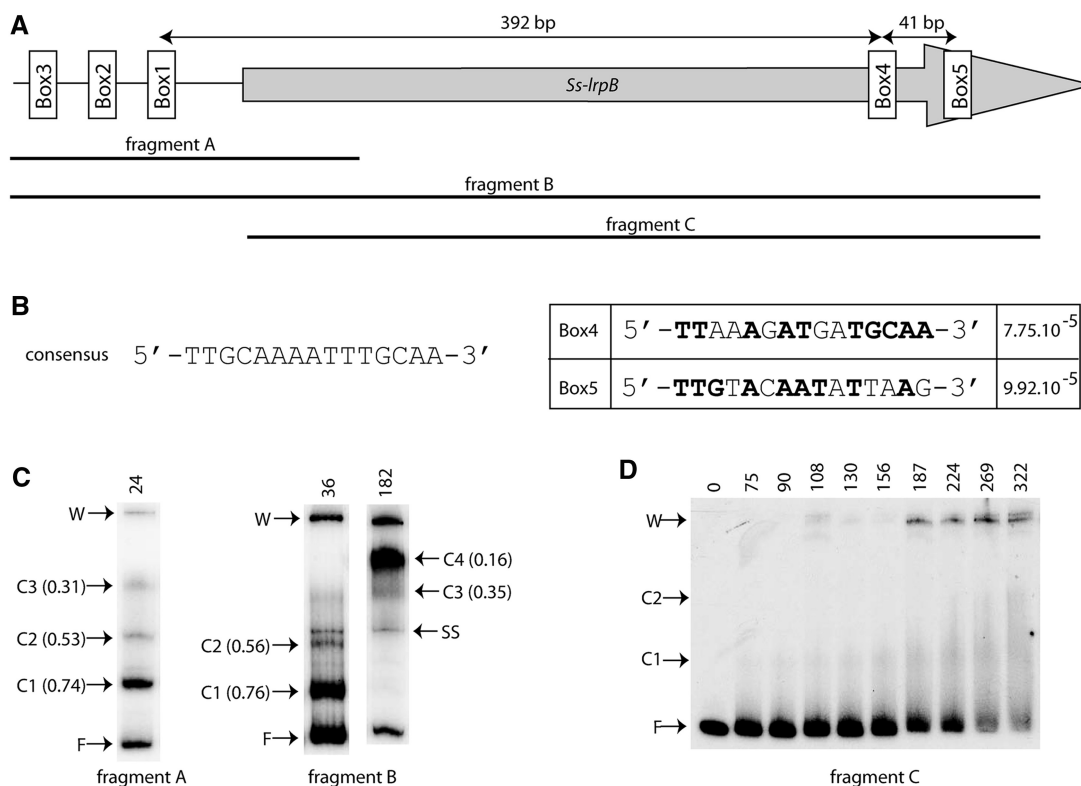 A
392 bp
41 bp
Box3
Box2
Box1
Ss-lrpB
Box4
Box5
fragment A
fragment B
fragment C
B
consensus
5′-TTGCAAAATTTGCAA-3′
Box4 5′-TTAAAGATGATGCAA-3′ 7.75.10⁻⁵
Box5 5′-TTGTACAATATTAAG-3′ 9.92.10⁻⁵
C
24
W
C3 (0.31)
C2 (0.53)
C1 (0.74)
F
fragment A
36
182
W
C4 (0.16)
C3 (0.35)
SS
C2 (0.56)
C1 (0.76)
F
fragment B
D
0 75 90 108 130 156 187 224 269 322
W
C2
C1
F
fragment C